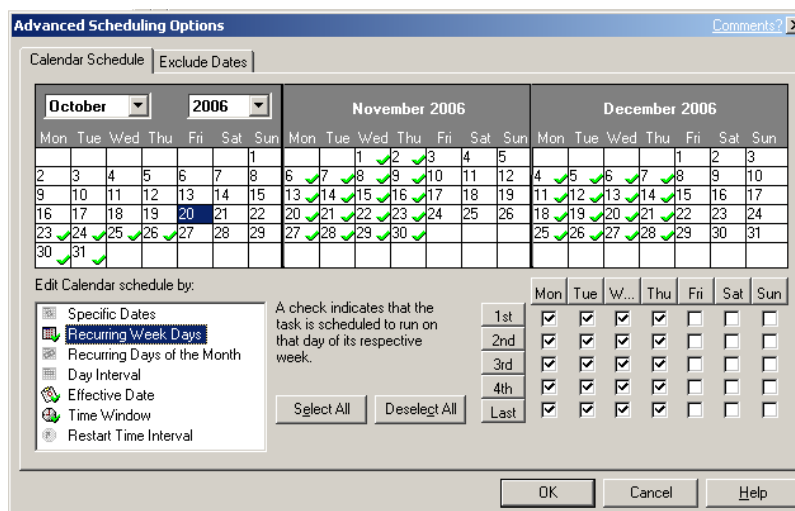 Advanced Scheduling Options Comments?
Calendar Schedule Exclude Dates
October 2006 November 2006 December 2006
Mon Tue Wed Thu Fri Sat Sun Mon Tue Wed Thu Fri Sat Sun Mon Tue Wed Thu Fri Sat Sun
1 1 2 3 4 5 1 2 3
2 3 4 5 6 7 8 6 7 8 9 10 11 12 4 5 6 7 8 9 10
9 10 11 12 13 14 15 13 14 15 16 17 18 19 11 12 13 14 15 16 17
16 17 18 19 20 21 22 20 21 22 23 24 25 26 18 19 20 21 22 23 24
23 24 25 26 27 28 29 27 28 29 30 25 26 27 28 29 30 31
30 31
Edit Calendar schedule by:
Specific Dates
Recurring Week Days
Recurring Days of the Month
Day Interval
Effective Date
Time Window
Restart Time Interval
A check indicates that the
task is scheduled to run on
that day of its respective
week.
Select All Deselect All
Mon Tue W... Thu Fri Sat Sun
1st
2nd
3rd
4th
Last
OK Cancel Help